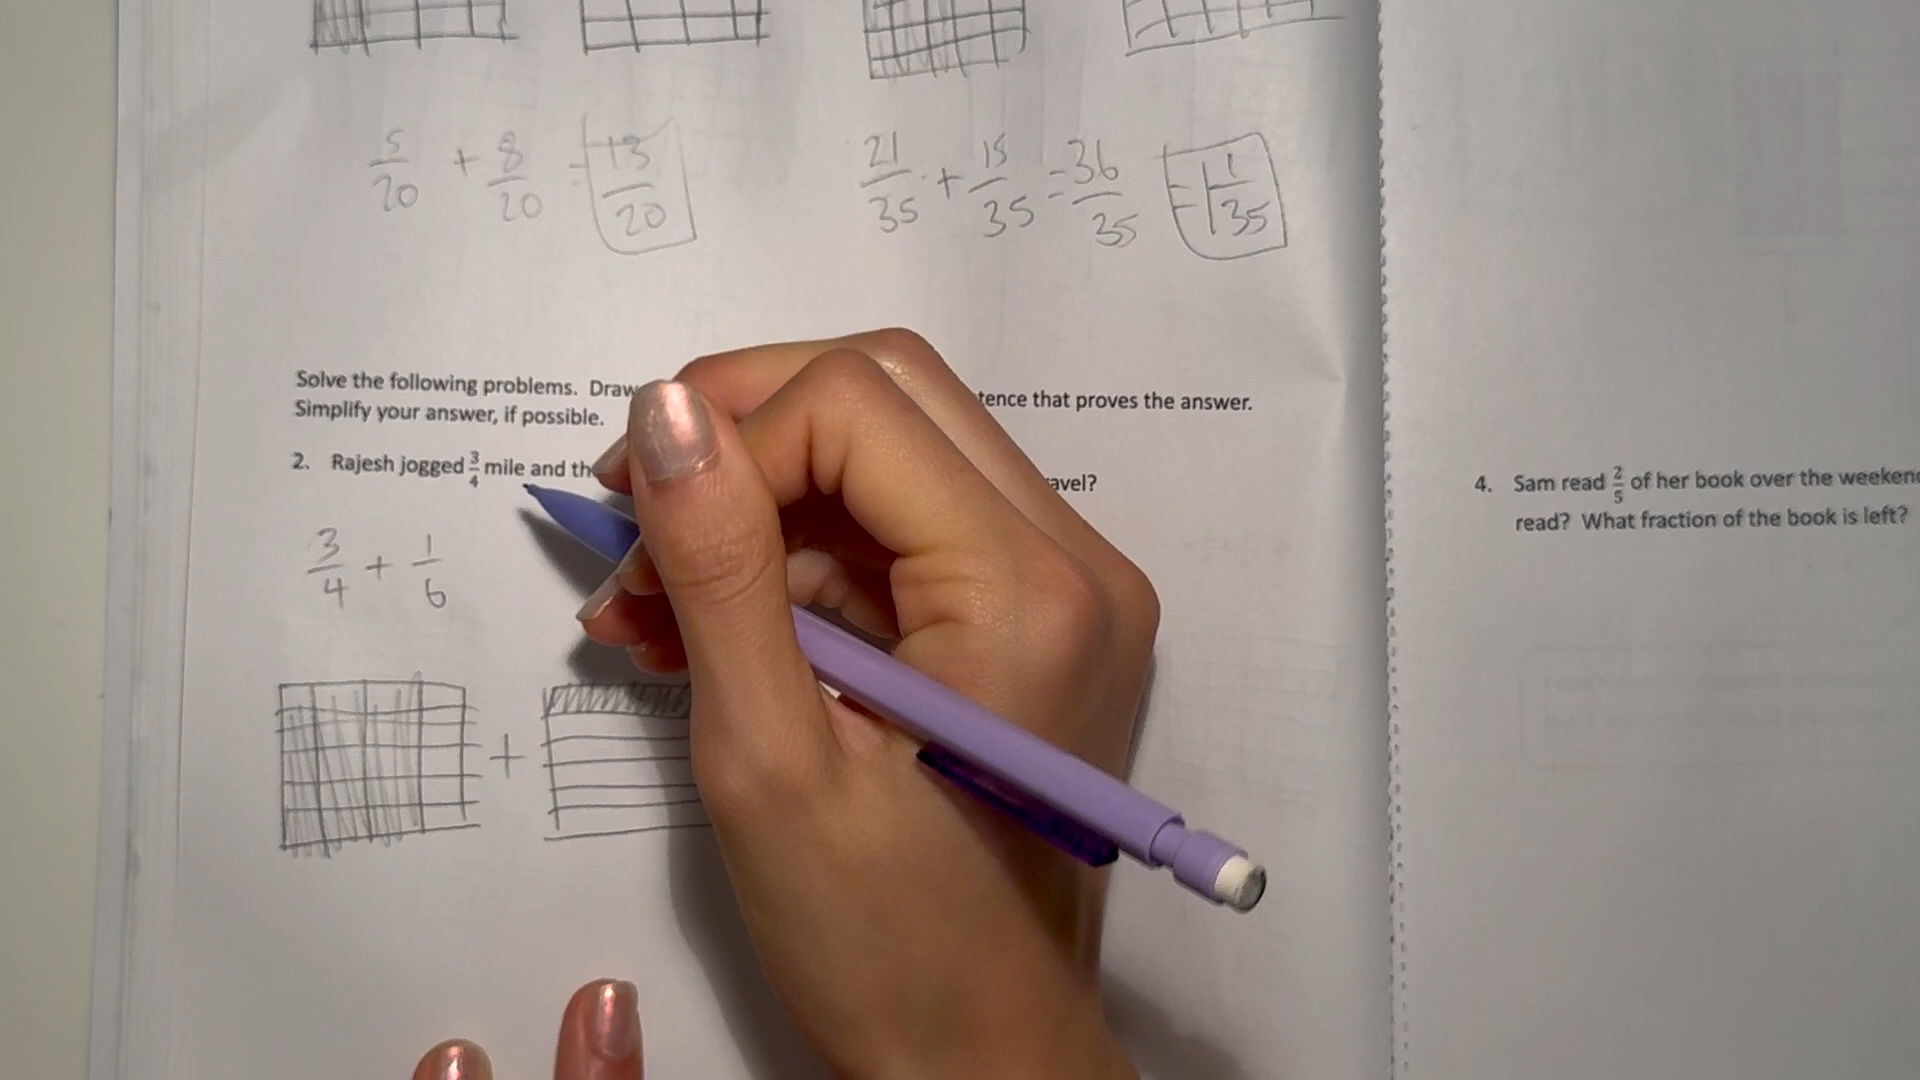 5/20 + 8/20 = 13/20
21/35 + 15/35 = 36/35 = 1 1/35
Solve the following problems. Draw tence that proves the answer.
Simplify your answer, if possible.
2. Rajesh jogged 3/4 mile and th avel?
3/4 + 1/6
+
4. Sam read 2/5 of her book over the weeken
read? What fraction of the book is left?